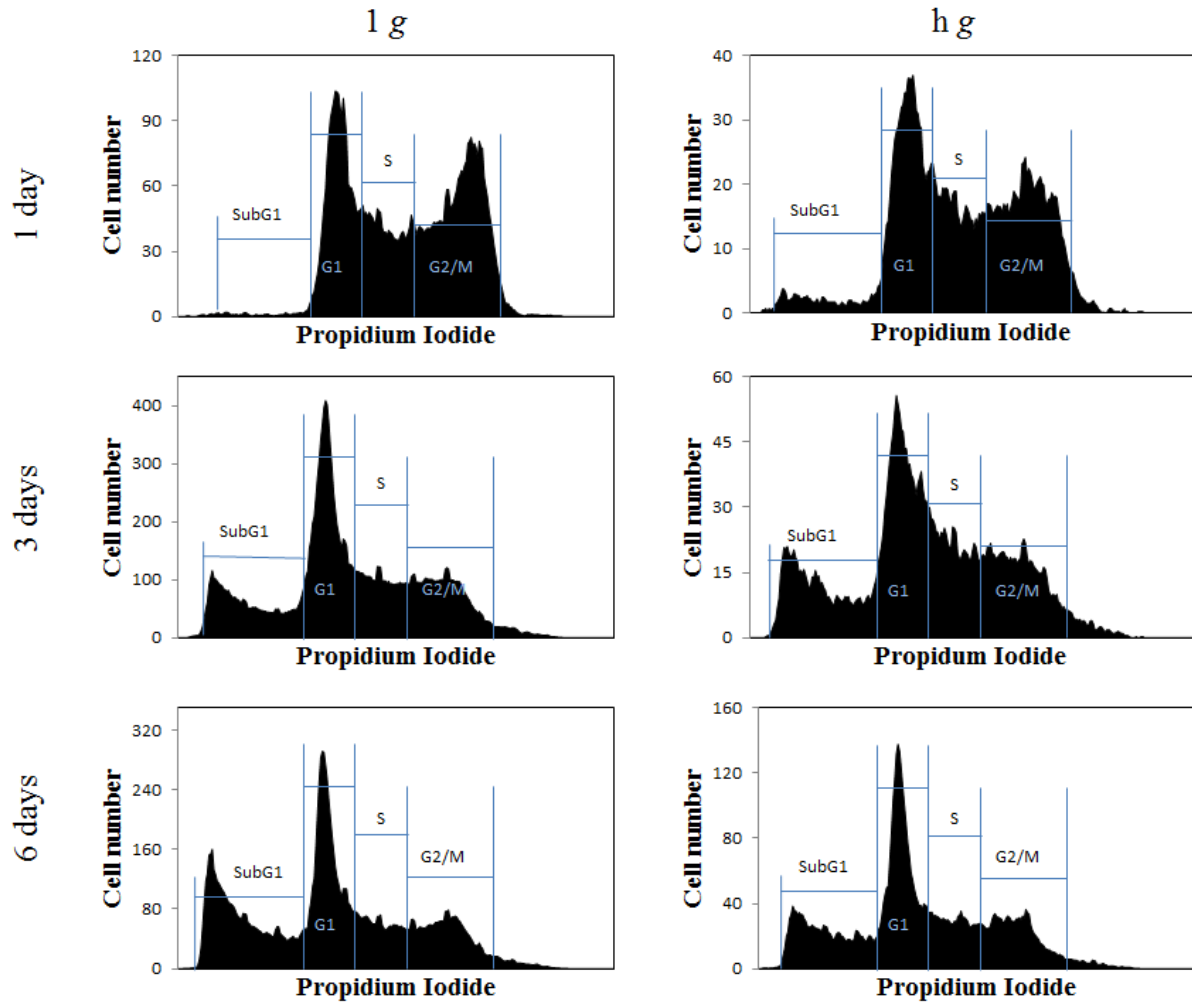 1 g
h g
1 day
Cell number
120
90
60
30
0
SubG1
G1
S
G2/M
Propidium Iodide
Cell number
40
30
20
10
0
SubG1
G1
S
G2/M
Propidium Iodide
3 days
Cell number
400
300
200
100
0
SubG1
G1
S
G2/M
Propidium Iodide
Cell number
60
45
30
15
0
SubG1
G1
S
G2/M
Propidum Iodide
6 days
Cell number
320
240
160
80
0
SubG1
G1
S
G2/M
Propidium Iodide
Cell number
160
120
80
40
0
SubG1
G1
S
G2/M
Propidium Iodide